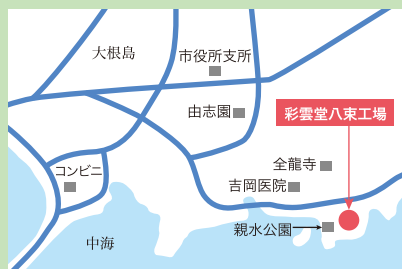 大根島
市役所支所
由志園
彩雲堂八束工場
全龍寺
コンビニ
吉岡医院
親水公園
中海